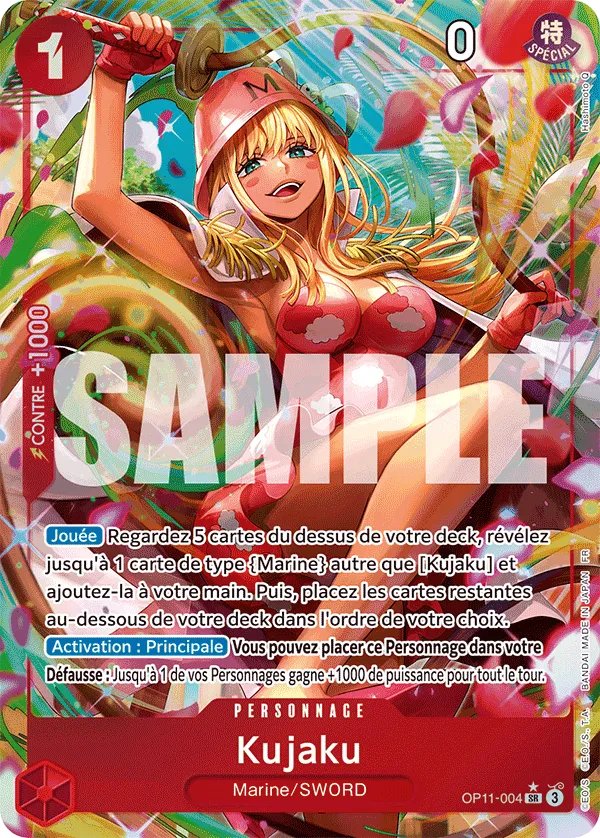 1
0
特
SPÉCIAL
Hashimoto Q
M
CONTRE +1000
SAMPLE
Jouée Regardez 5 cartes du dessus de votre deck, révélez
jusqu'à 1 carte de type {Marine} autre que [Kujaku] et
ajoutez-la à votre main. Puis, placez les cartes restantes
au-dessous de votre deck dans l'ordre de votre choix.
Activation : Principale Vous pouvez placer ce Personnage dans votre
Défausse : Jusqu'à 1 de vos Personnages gagne +1000 de puissance pour tout le tour.
PERSONNAGE
Kujaku
Marine/SWORD
OP11-004 SR ★ 3
©EO/S ©E.O./S., T.A. BANDAI MADE IN JAPAN FR